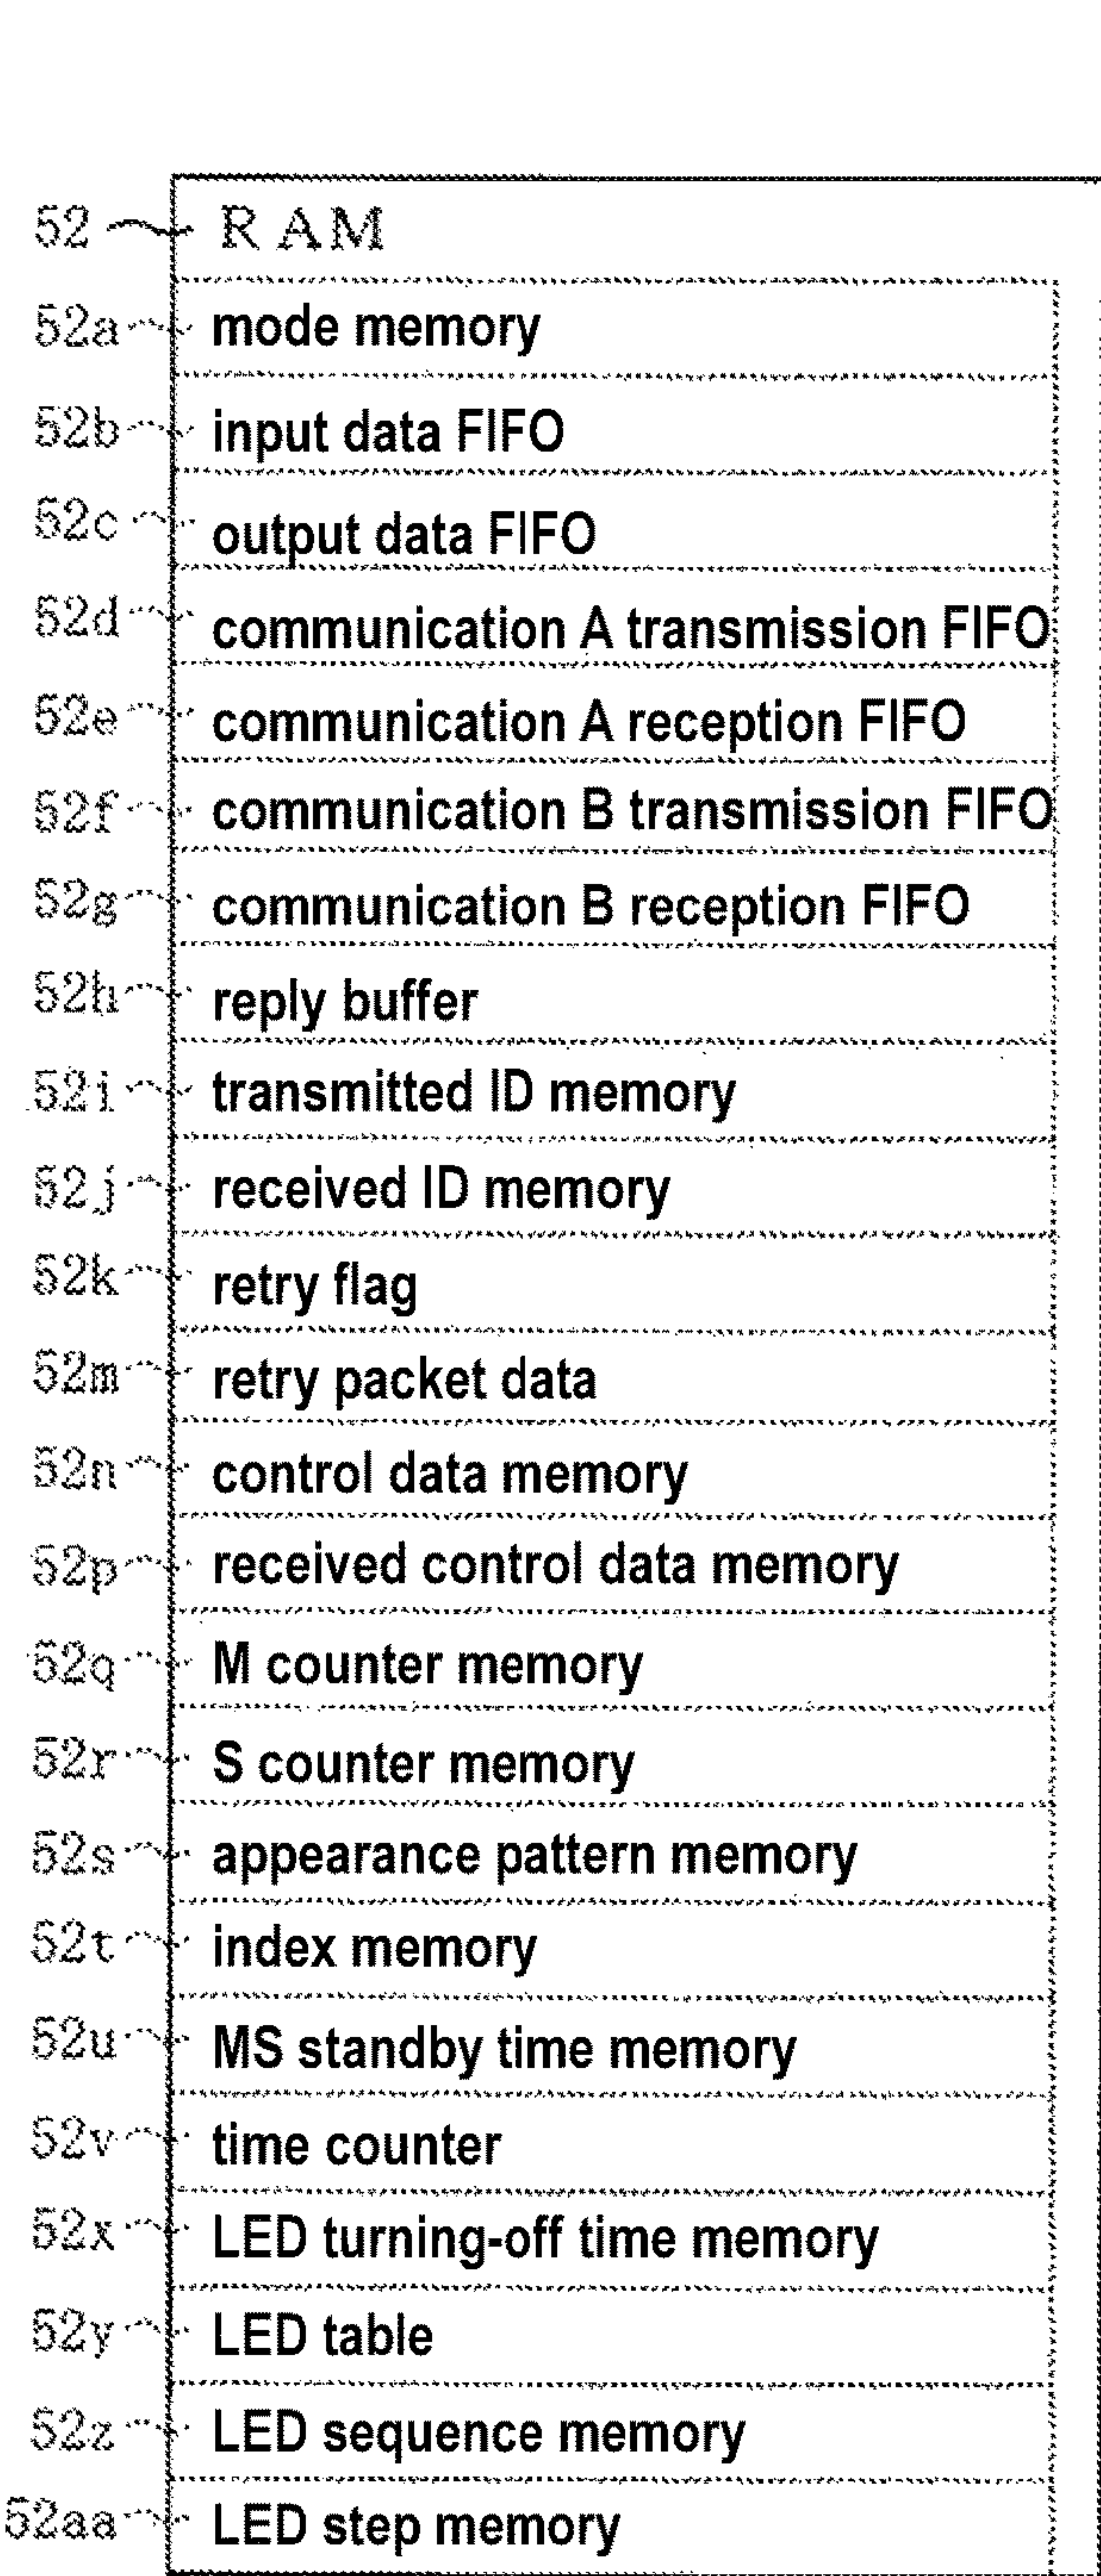 52 RAM
52a mode memory
52b input data FIFO
52c output data FIFO
52d communication A transmission FIFO
52e communication A reception FIFO
52f communication B transmission FIFO
52g communication B reception FIFO
52h reply buffer
52i transmitted ID memory
52j received ID memory
52k retry flag
52m retry packet data
52n control data memory
52p received control data memory
52q M counter memory
52r S counter memory
52s appearance pattern memory
52t index memory
52u MS standby time memory
52v time counter
52x LED turning-off time memory
52y LED table
52z LED sequence memory
52aa LED step memory